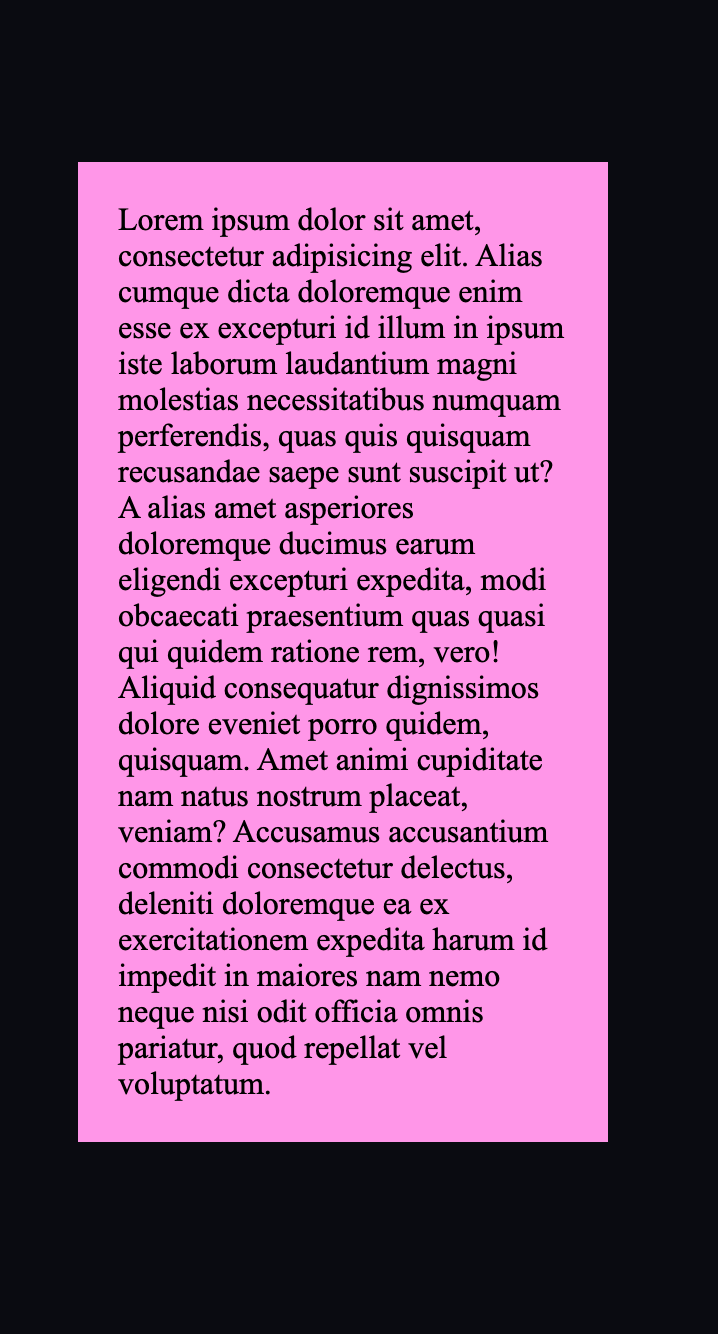 Lorem ipsum dolor sit amet,
consectetur adipisicing elit. Alias
cumque dicta doloremque enim
esse ex excepturi id illum in ipsum
iste laborum laudantium magni
molestias necessitatibus numquam
perferendis, quas quis quisquam
recusandae saepe sunt suscipit ut?
A alias amet asperiores
doloremque ducimus earum
eligendi excepturi expedita, modi
obcaecati praesentium quas quasi
qui quidem ratione rem, vero!
Aliquid consequatur dignissimos
dolore eveniet porro quidem,
quisquam. Amet animi cupiditate
nam natus nostrum placeat,
veniam? Accusamus accusantium
commodi consectetur delectus,
deleniti doloremque ea ex
exercitationem expedita harum id
impedit in maiores nam nemo
neque nisi odit officia omnis
pariatur, quod repellat vel
voluptatum.